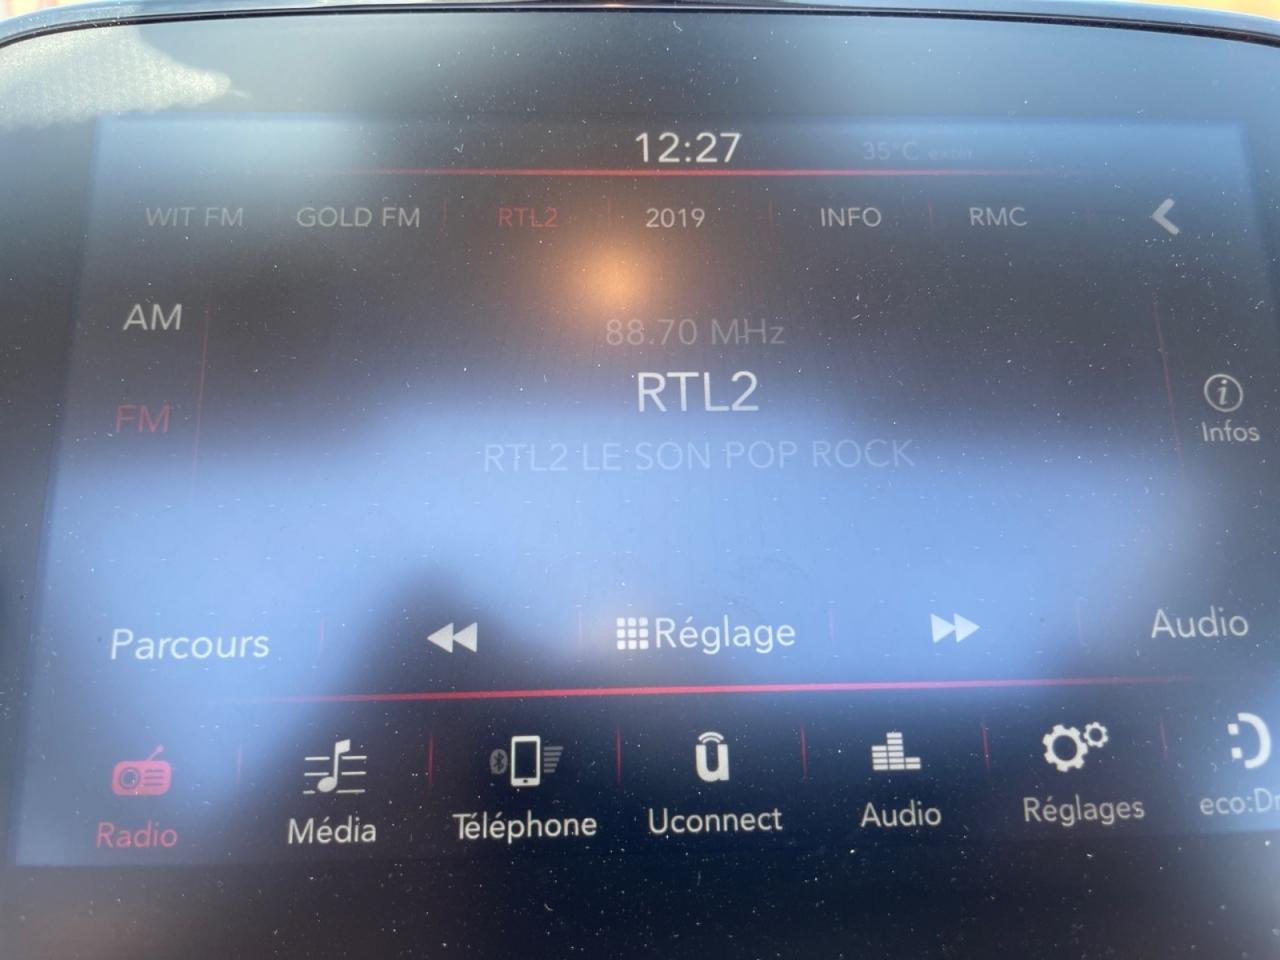 12:27 35°C exter
WIT FM GOLD FM RTL2 2019 INFO RMC
AM
88.70 MHz
RTL2
FM
Infos
RTL2 LE SON POP ROCK
Parcours Réglage Audio
Radio Média Téléphone Uconnect Audio Réglages eco:Dr